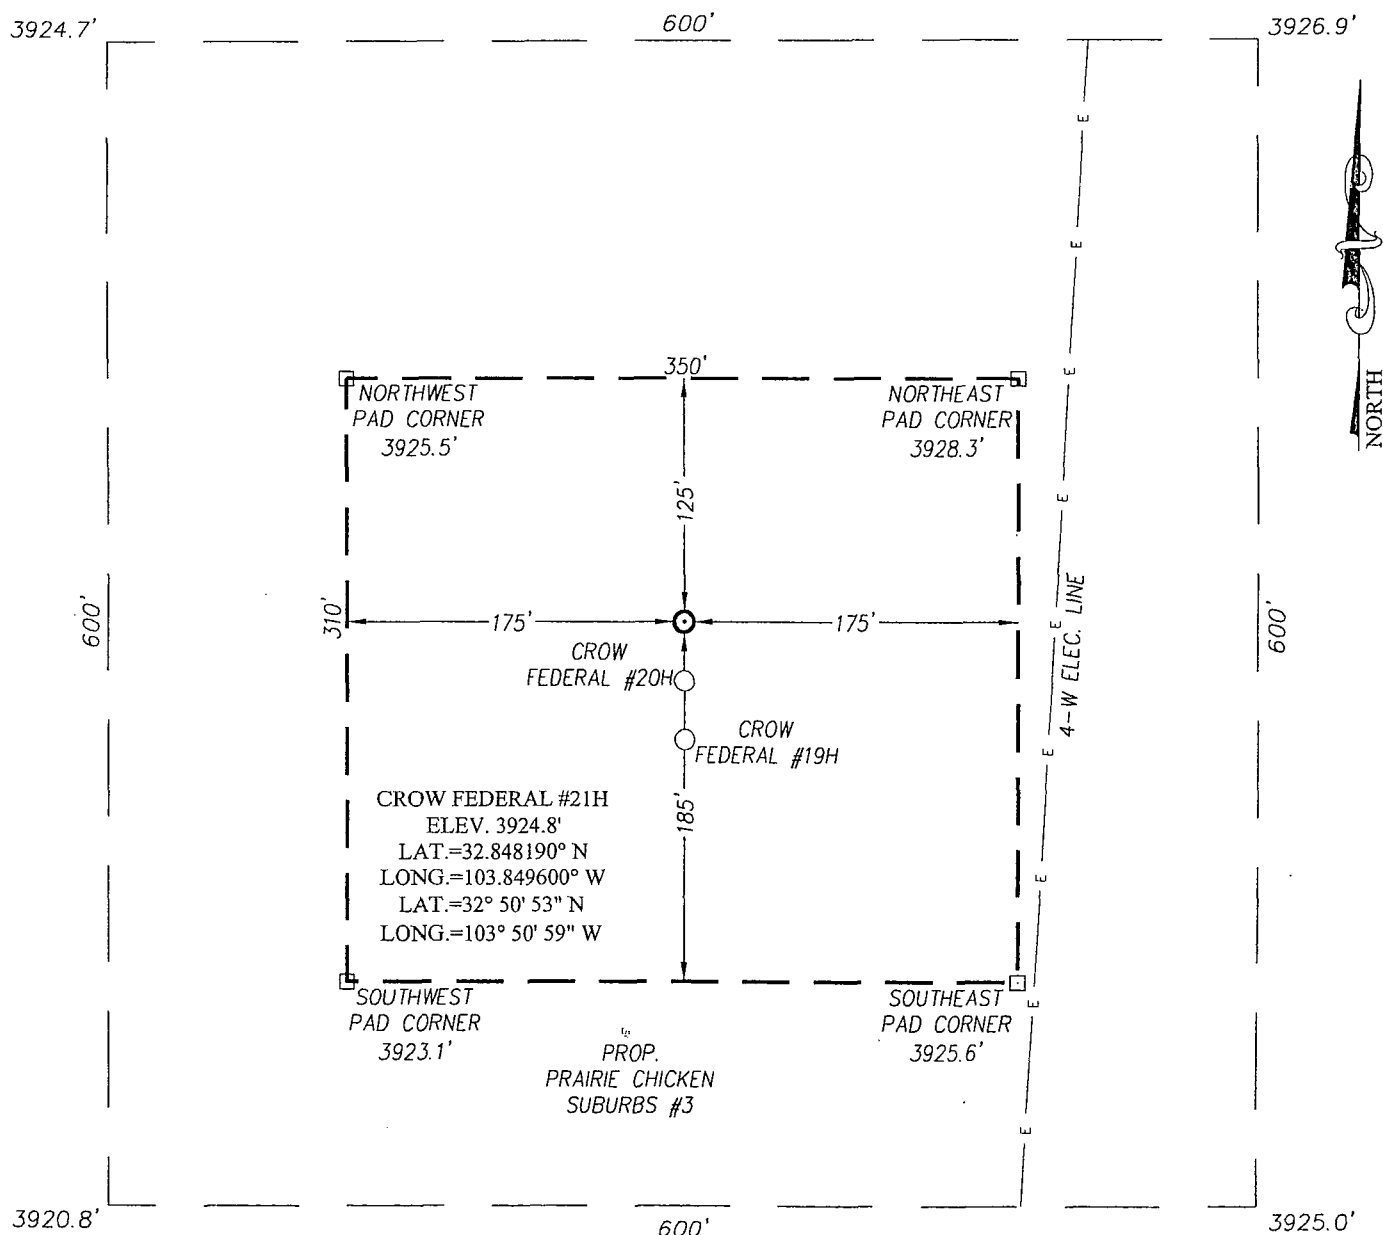 3924.7'
600'
3926.9'
NORTH
350'
NORTHWEST
PAD CORNER
3925.5'
NORTHEAST
PAD CORNER
3928.3'
E
E
E
E
E
E
E
E
E
125'
600'
310'
175'
175'
4-W ELEC. LINE
600'
CROW
FEDERAL #20H
CROW
FEDERAL #19H
185'
CROW FEDERAL #21H
ELEV. 3924.8'
LAT.=32.848190° N
LONG.=103.849600° W
LAT.=32° 50' 53" N
LONG.=103° 50' 59" W
SOUTHWEST
PAD CORNER
3923.1'
SOUTHEAST
PAD CORNER
3925.6'
PROP.
PRAIRIE CHICKEN
SUBURBS #3
3920.8'
600'
3925.0'